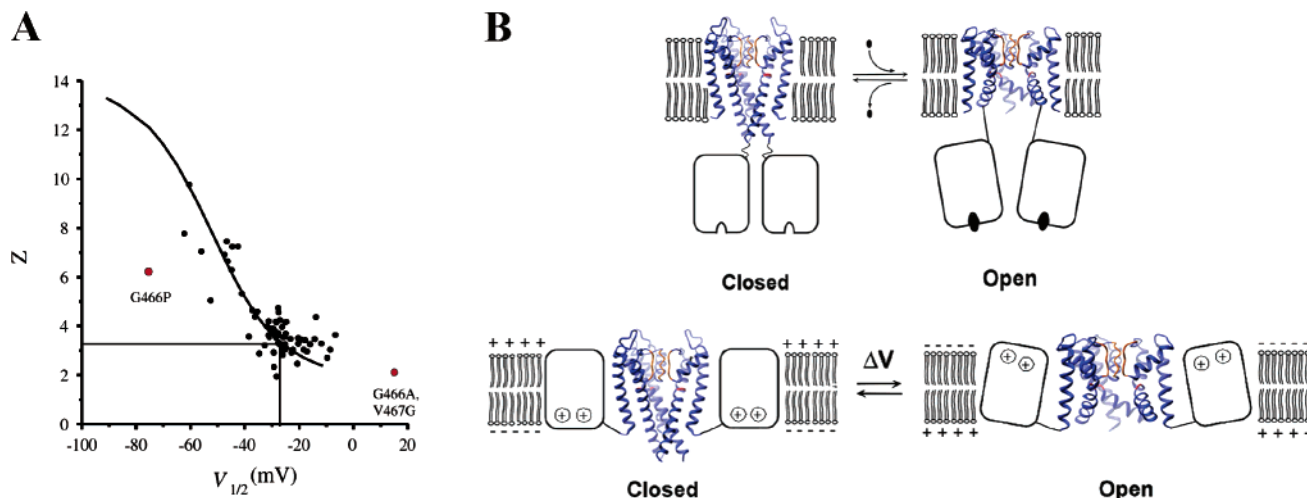 A
B
14
12
10
8
6
4
2
0
Z
G466P
G466A,
V467G
-100 -80 -60 -40 -20 0 20
V1/2 (mV)
Closed
Open
+ + + +
+ + + +
- - - -
- - - -
ΔV
+ +
+ +
+ +
+ +
- - - -
- - - -
+ + + +
+ + + +
Closed
Open